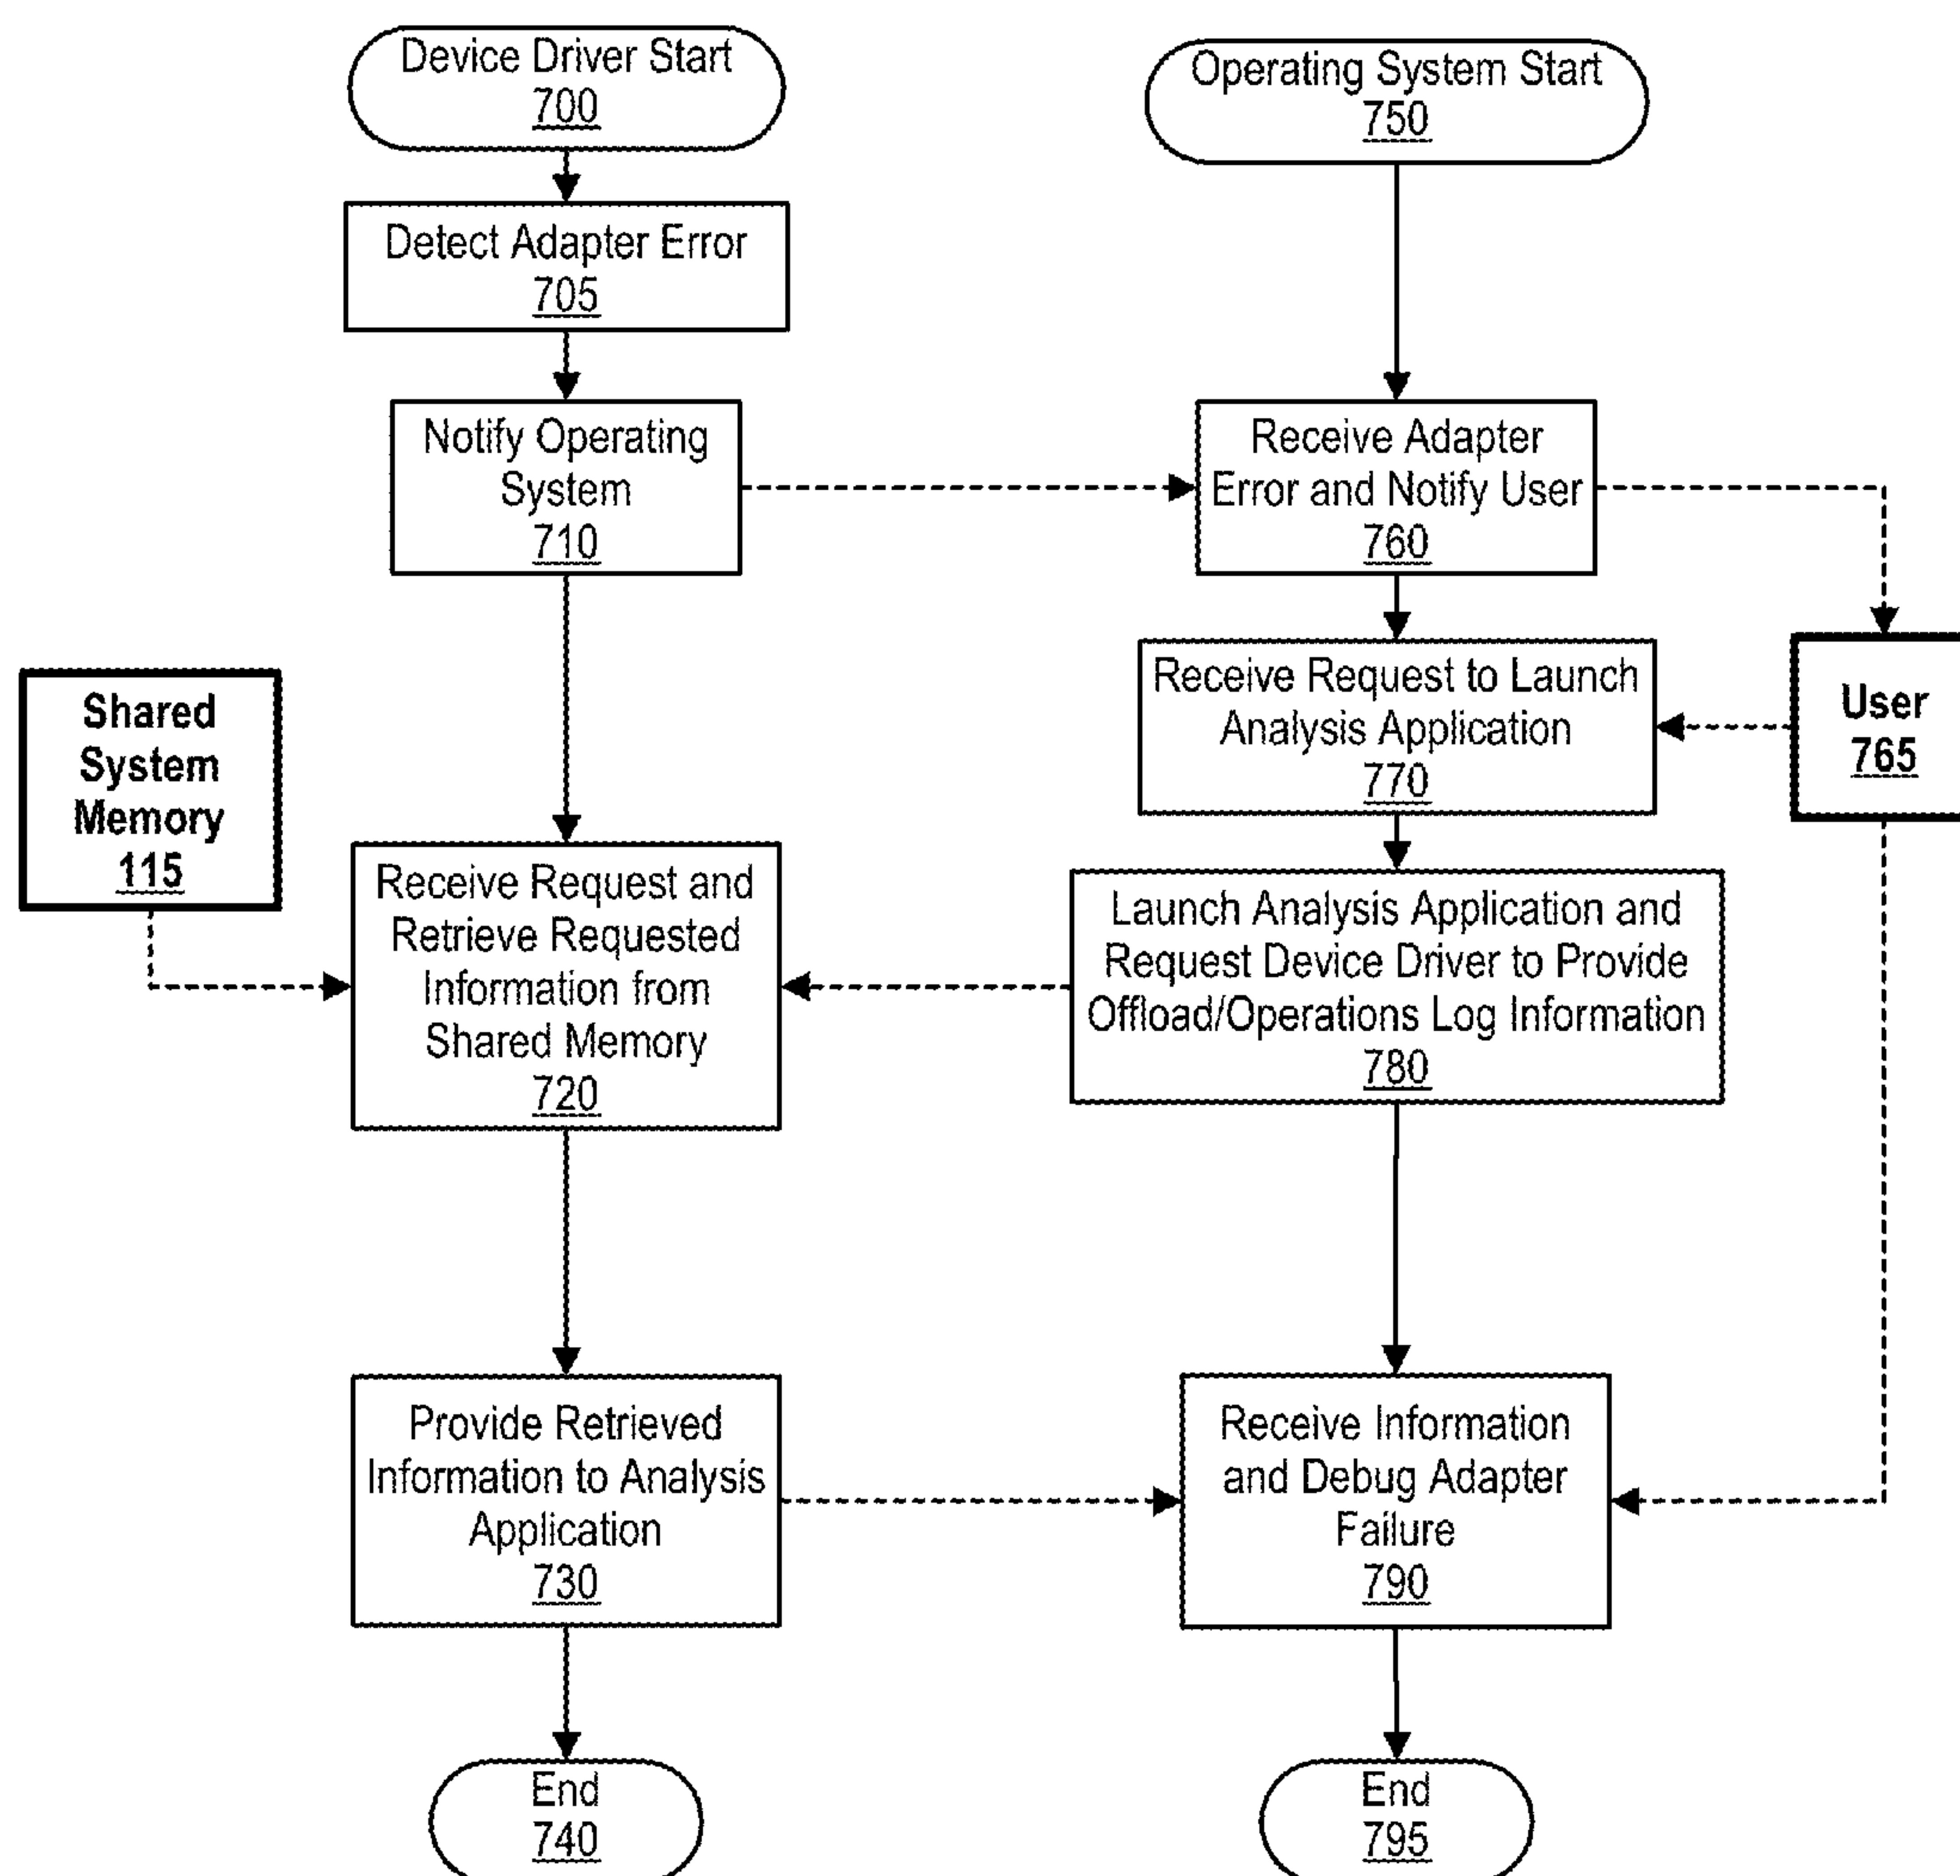 Device Driver Start
700
Detect Adapter Error
705
Notify Operating
System
710
Shared
System
Memory
115
Receive Request and
Retrieve Requested
Information from
Shared Memory
720
Provide Retrieved
Information to Analysis
Application
730
End
740
Operating System Start
750
Receive Adapter
Error and Notify User
760
User
765
Receive Request to Launch
Analysis Application
770
Launch Analysis Application and
Request Device Driver to Provide
Offload/Operations Log Information
780
Receive Information
and Debug Adapter
Failure
790
End
795